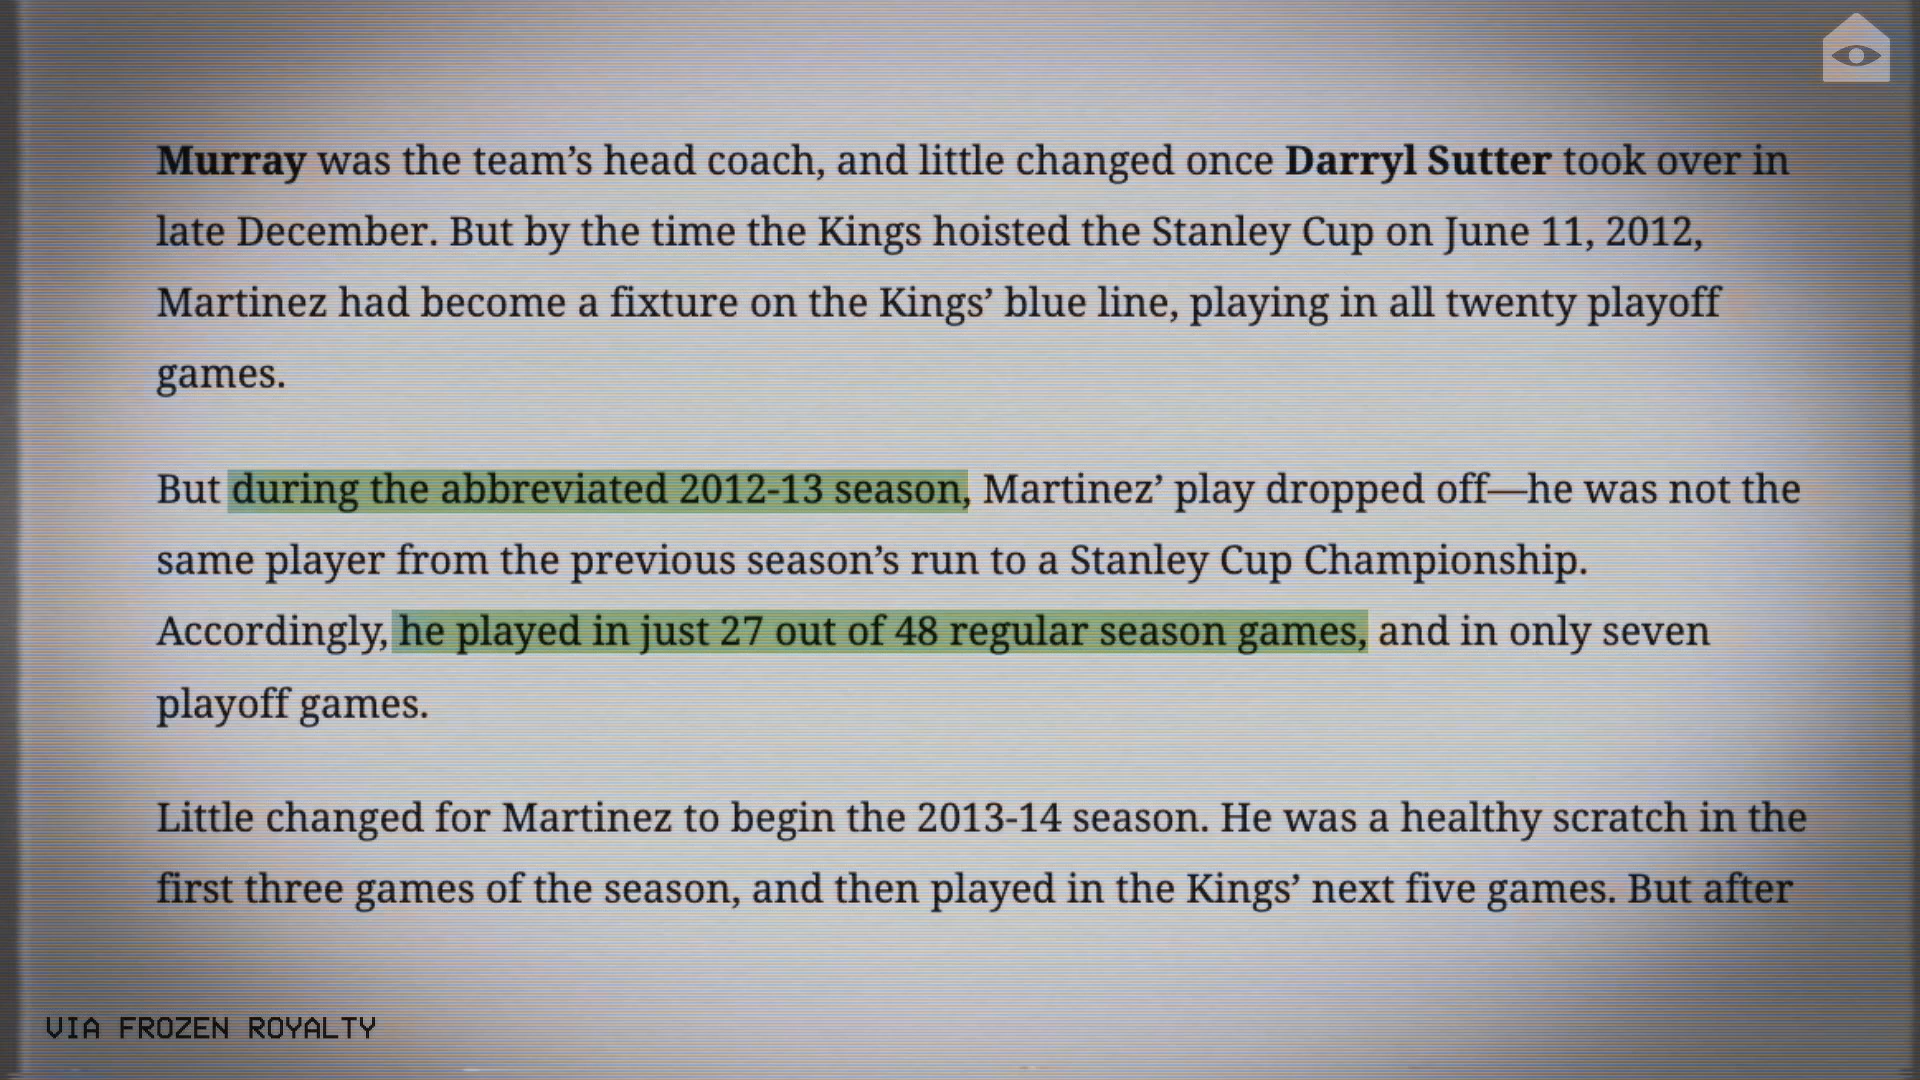 Murray was the team’s head coach, and little changed once Darryl Sutter took over in
late December. But by the time the Kings hoisted the Stanley Cup on June 11, 2012,
Martinez had become a fixture on the Kings’ blue line, playing in all twenty playoff
games.
But during the abbreviated 2012-13 season, Martinez’ play dropped off—he was not the
same player from the previous season’s run to a Stanley Cup Championship.
Accordingly, he played in just 27 out of 48 regular season games, and in only seven
playoff games.
Little changed for Martinez to begin the 2013-14 season. He was a healthy scratch in the
first three games of the season, and then played in the Kings’ next five games. But after
VIA FROZEN ROYALTY